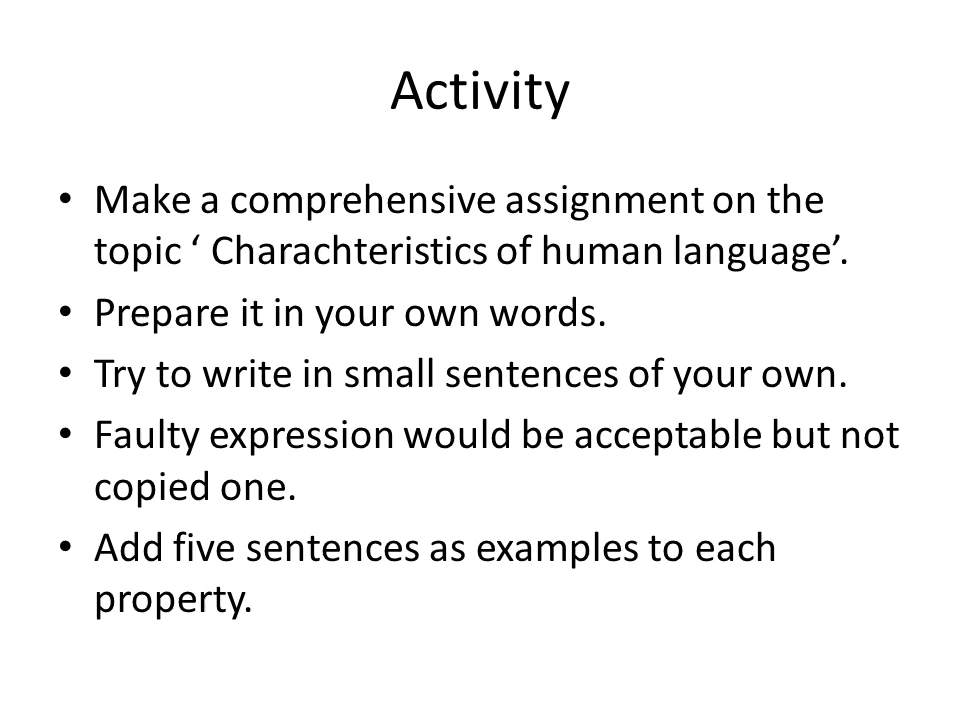 Activity
• Make a comprehensive assignment on the
topic ‘ Charachteristics of human language’.
• Prepare it in your own words.
• Try to write in small sentences of your own.
• Faulty expression would be acceptable but not
copied one.
• Add five sentences as examples to each
property.